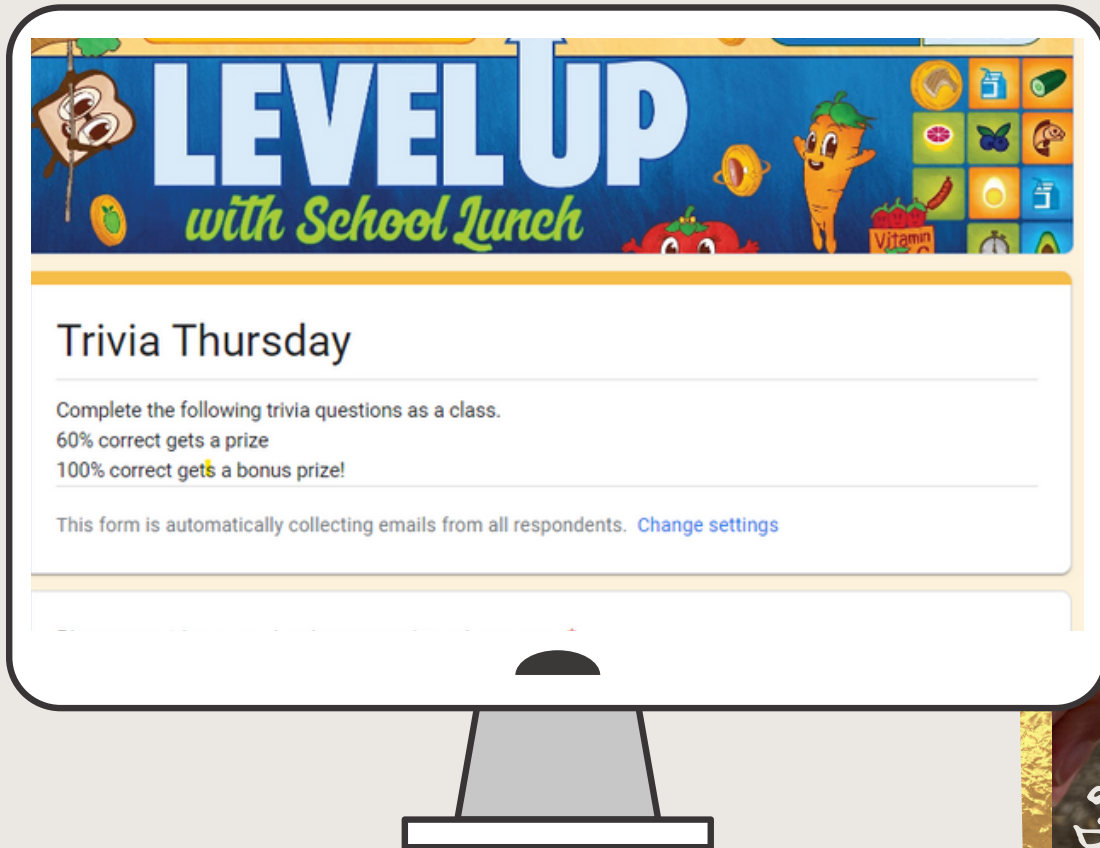 LEVEL UP
with School Lunch
Vitamin
C
Trivia Thursday
Complete the following trivia questions as a class.
60% correct gets a prize
100% correct gets a bonus prize!
This form is automatically collecting emails from all respondents. Change settings